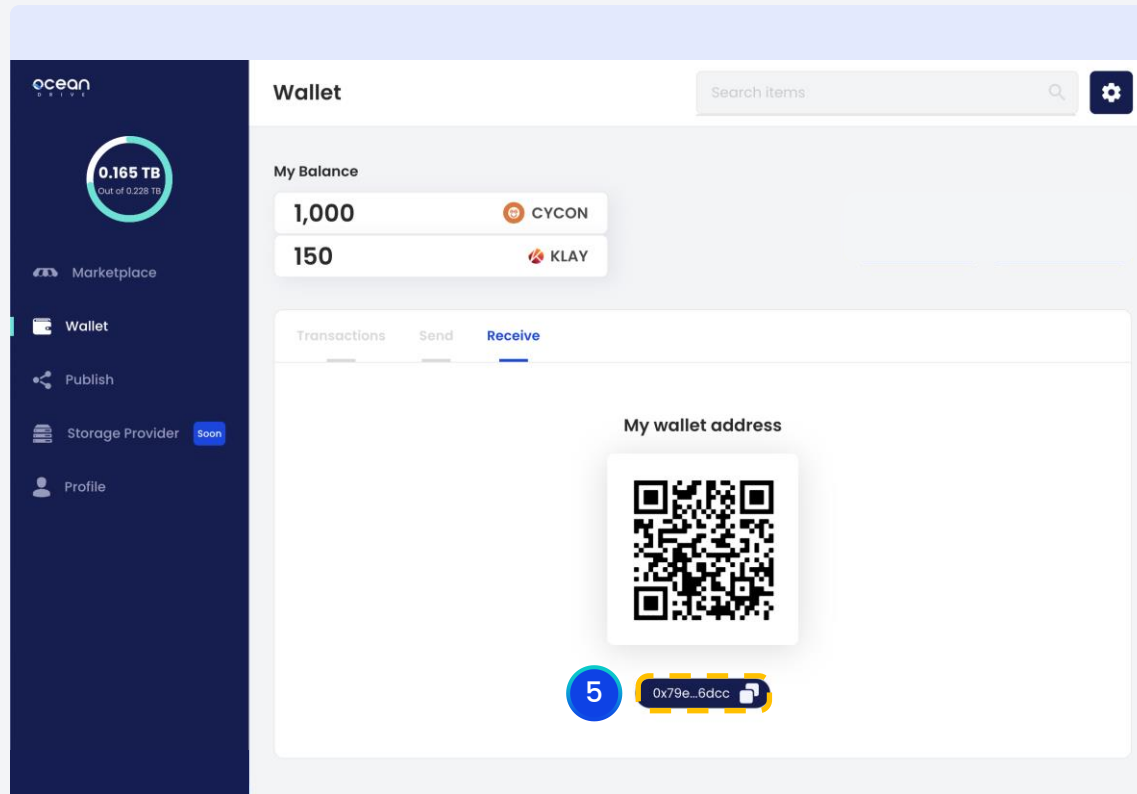 ocean
DRIVE
Wallet
Search items
0.165 TB
Out of 0.228 TB
My Balance
1,000 CYCON
150 KLAY
Marketplace
Wallet
Publish
Storage Provider Soon
Profile
Transactions Send Receive
My wallet address
5 0x79e...6dcc